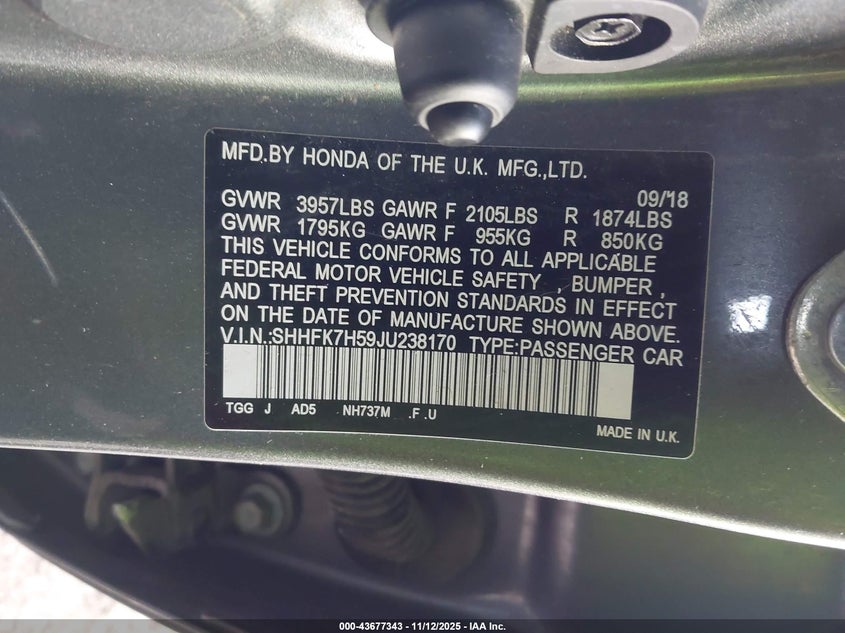 MFD.BY HONDA OF THE U.K. MFG.,LTD.
09/18
GVWR 3957LBS GAWR F 2105LBS R 1874LBS
GVWR 1795KG GAWR F 955KG R 850KG
THIS VEHICLE CONFORMS TO ALL APPLICABLE
FEDERAL MOTOR VEHICLE SAFETY , BUMPER ,
AND THEFT PREVENTION STANDARDS IN EFFECT
ON THE DATE OF MANUFACTURE SHOWN ABOVE.
V.I.N.:SHHFK7H59JU238170 TYPE:PASSENGER CAR
TGG J AD5 NH737M .F .U
MADE IN U.K.
000-43677343 - 11/12/2025 - IAA Inc.